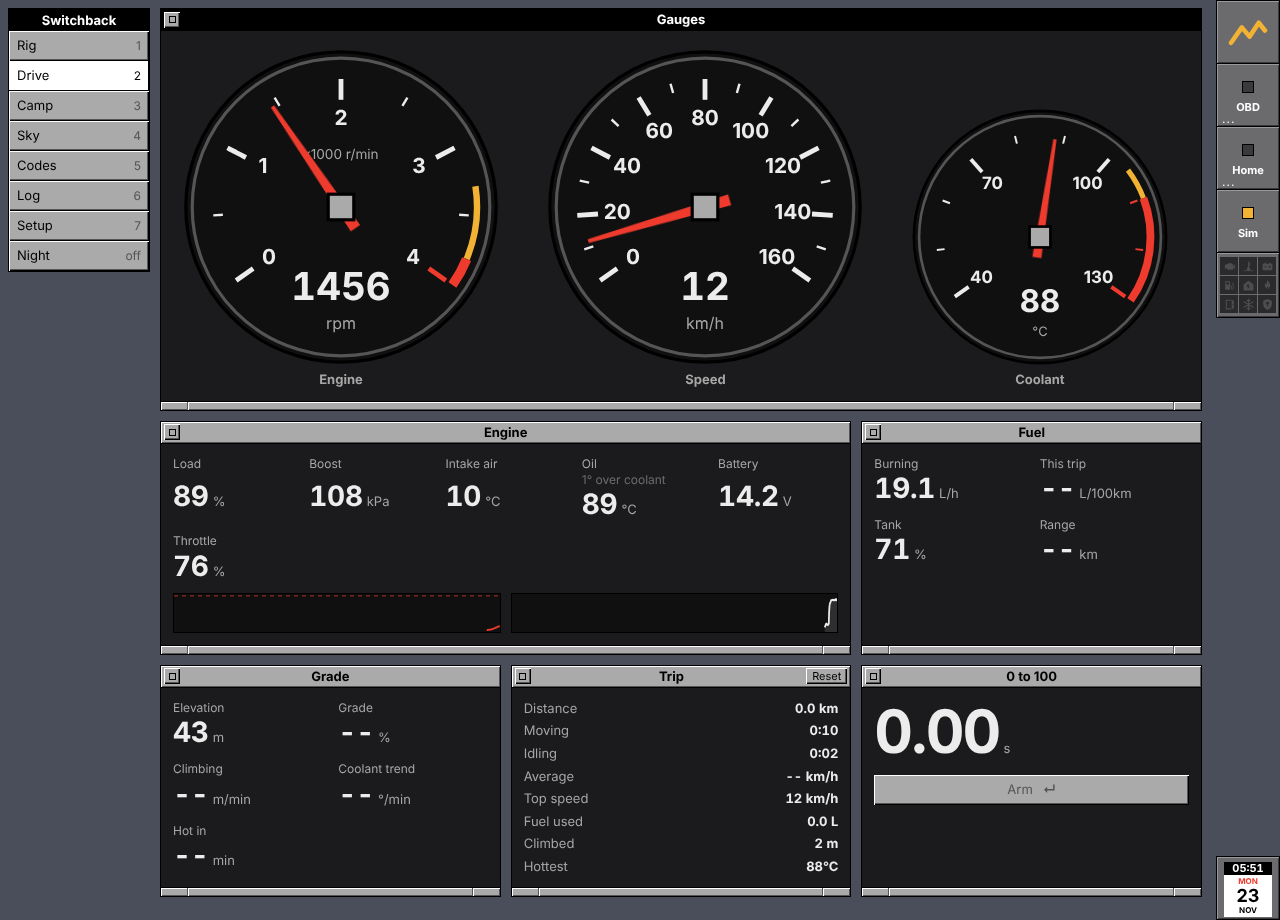 Switchback
Rig 1
Drive 2
Camp 3
Sky 4
Codes 5
Log 6
Setup 7
Night off
Gauges
0 1 2 3 4
1000 r/min
1456
rpm
Engine
0 20 40 60 80 100 120 140 160
12
km/h
Speed
40 70 100 130
88
°C
Coolant
Engine
Load
89 %
Boost
108 kPa
Intake air
10 °C
Oil
1° over coolant
89 °C
Battery
14.2 V
Throttle
76 %
Fuel
Burning
19.1 L/h
This trip
-- L/100km
Tank
71 %
Range
-- km
Grade
Elevation
43 m
Grade
-- %
Climbing
-- m/min
Coolant trend
-- °/min
Hot in
-- min
Trip
Reset
Distance 0.0 km
Moving 0:10
Idling 0:02
Average -- km/h
Top speed 12 km/h
Fuel used 0.0 L
Climbed 2 m
Hottest 88°C
0 to 100
0.00 s
Arm ↵
OBD
...
Home
...
Sim
05:51
MON
23
NOV